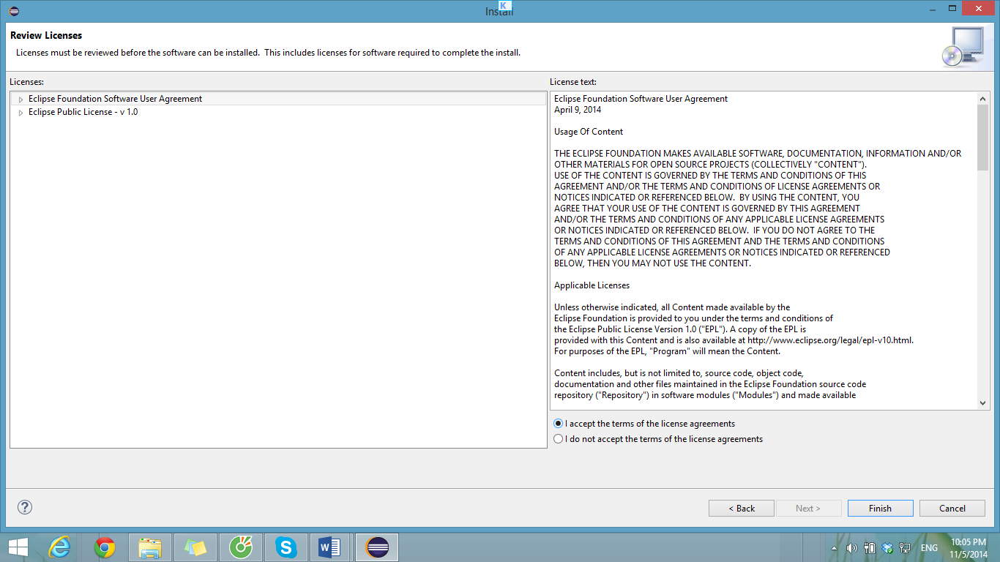 K
Install
Review Licenses
Licenses must be reviewed before the software can be installed.  This includes licenses for software required to complete the install.
Licenses:
Eclipse Foundation Software User Agreement
Eclipse Public License - v 1.0
License text:
Eclipse Foundation Software User Agreement
April 9, 2014
Usage Of Content
THE ECLIPSE FOUNDATION MAKES AVAILABLE SOFTWARE, DOCUMENTATION, INFORMATION AND/OR
OTHER MATERIALS FOR OPEN SOURCE PROJECTS (COLLECTIVELY "CONTENT").
USE OF THE CONTENT IS GOVERNED BY THE TERMS AND CONDITIONS OF THIS
AGREEMENT AND/OR THE TERMS AND CONDITIONS OF LICENSE AGREEMENTS OR
NOTICES INDICATED OR REFERENCED BELOW.  BY USING THE CONTENT, YOU
AGREE THAT YOUR USE OF THE CONTENT IS GOVERNED BY THIS AGREEMENT
AND/OR THE TERMS AND CONDITIONS OF ANY APPLICABLE LICENSE AGREEMENTS
OR NOTICES INDICATED OR REFERENCED BELOW.  IF YOU DO NOT AGREE TO THE
TERMS AND CONDITIONS OF THIS AGREEMENT AND THE TERMS AND CONDITIONS
OF ANY APPLICABLE LICENSE AGREEMENTS OR NOTICES INDICATED OR REFERENCED
BELOW, THEN YOU MAY NOT USE THE CONTENT.
Applicable Licenses
Unless otherwise indicated, all Content made available by the
Eclipse Foundation is provided to you under the terms and conditions of
the Eclipse Public License Version 1.0 ("EPL"). A copy of the EPL is
provided with this Content and is also available at http://www.eclipse.org/legal/epl-v10.html.
For purposes of the EPL, "Program" will mean the Content.
Content includes, but is not limited to, source code, object code,
documentation and other files maintained in the Eclipse Foundation source code
repository ("Repository") in software modules ("Modules") and made available
I accept the terms of the license agreements
I do not accept the terms of the license agreements
?
< Back
Next >
Finish
Cancel
ENG
10:05 PM
11/5/2014